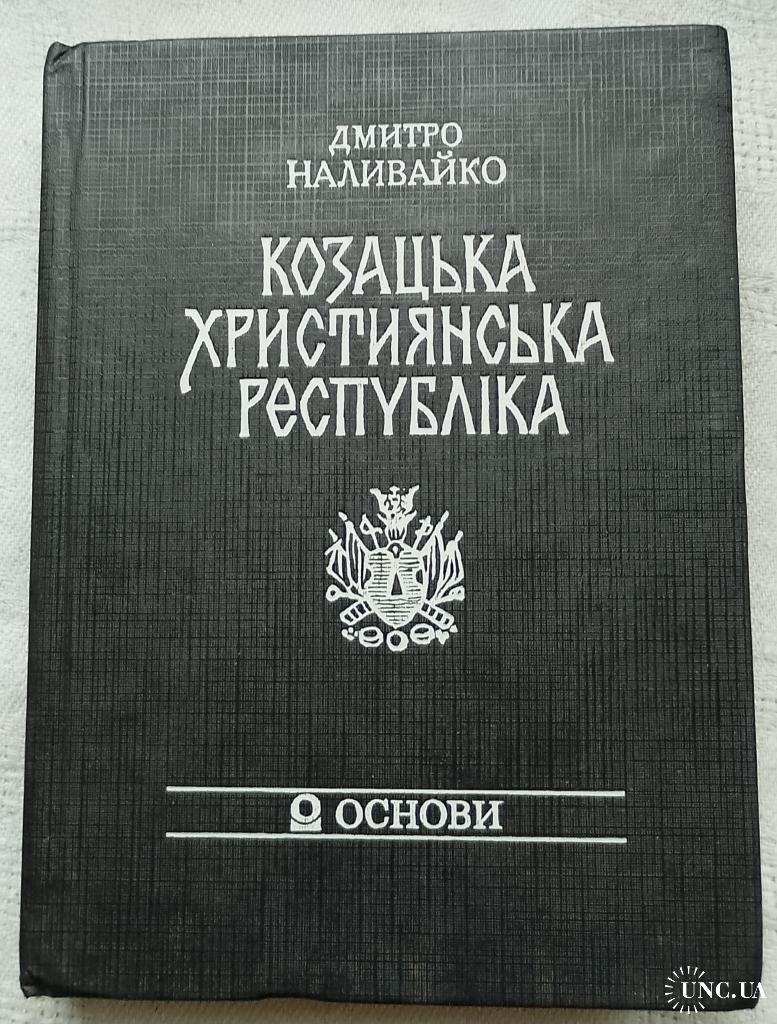 ДМИТРО
НАЛИВАЙКО
КОЗАЦЬКА
ХРИСТИЯНСЬКА
РЕСПУБЛІКА
ОСНОВИ
UNC.UA